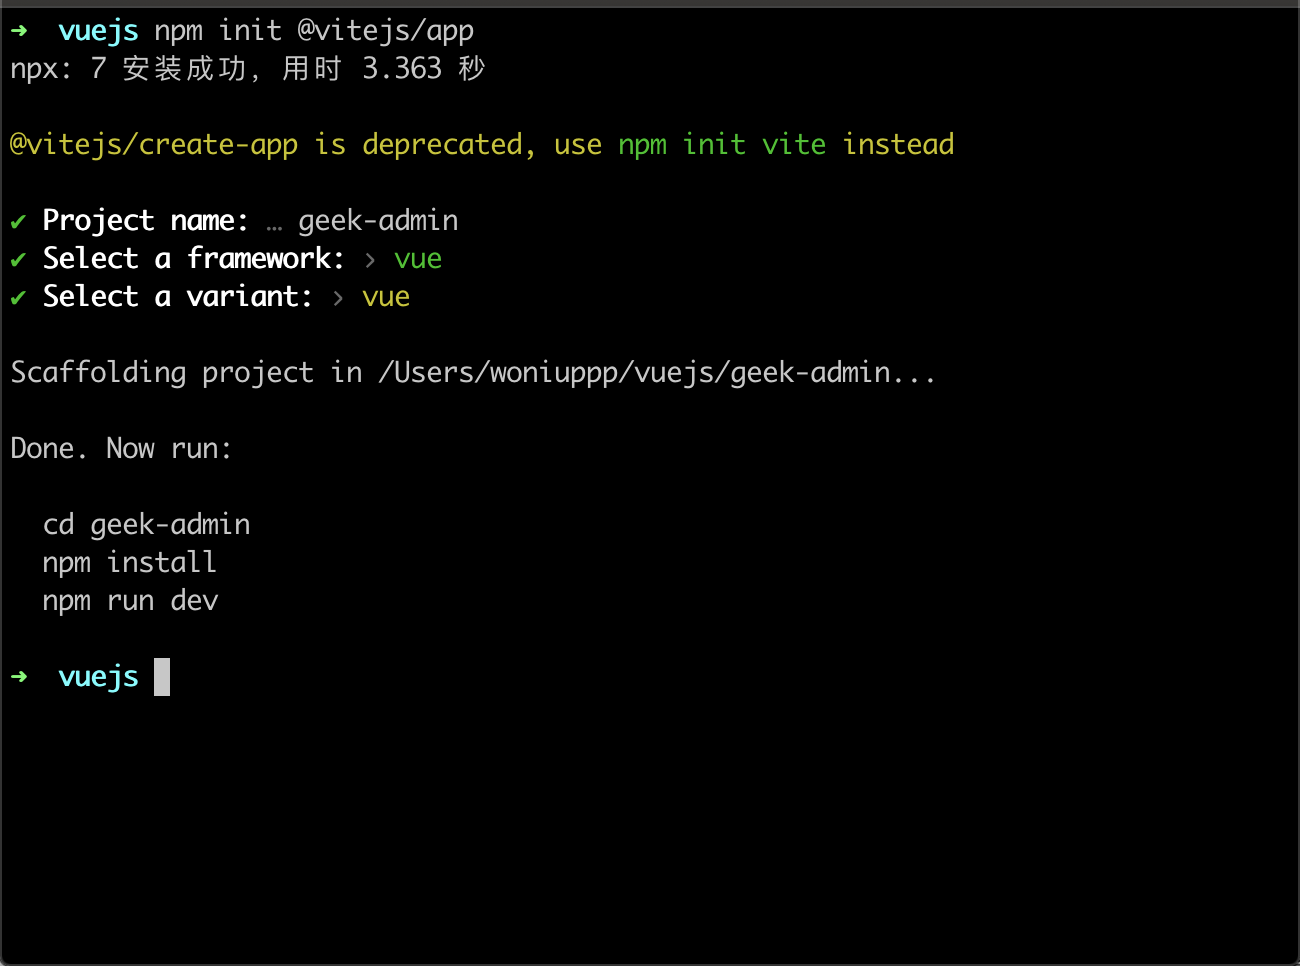 ➜  vuejs npm init @vitejs/app
npx: 7 安装成功, 用时 3.363 秒
@vitejs/create-app is deprecated, use npm init vite instead
✔ Project name: … geek-admin
✔ Select a framework: › vue
✔ Select a variant: › vue
Scaffolding project in /Users/woniuppp/vuejs/geek-admin...
Done. Now run:
cd geek-admin
npm install
npm run dev
➜  vuejs